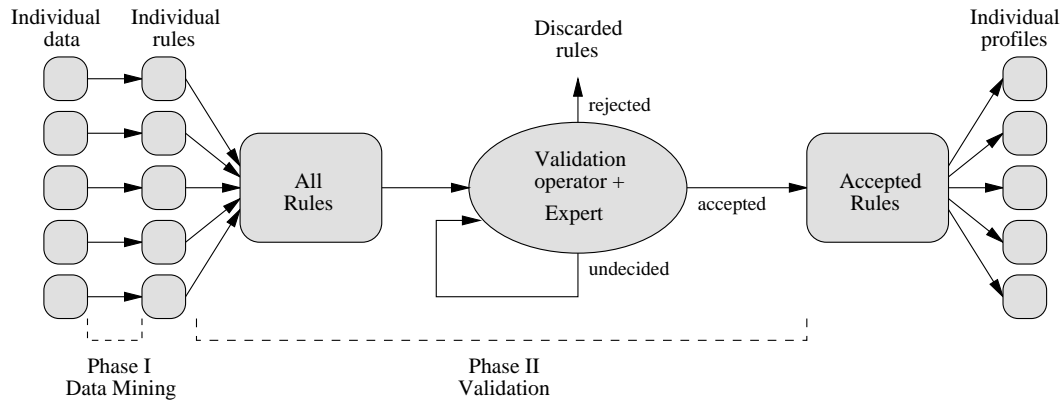 Individual
data
Individual
rules
Discarded
rules
Individual
profiles
rejected
All
Rules
Validation
operator +
Expert
accepted
Accepted
Rules
undecided
Phase I
Data Mining
Phase II
Validation